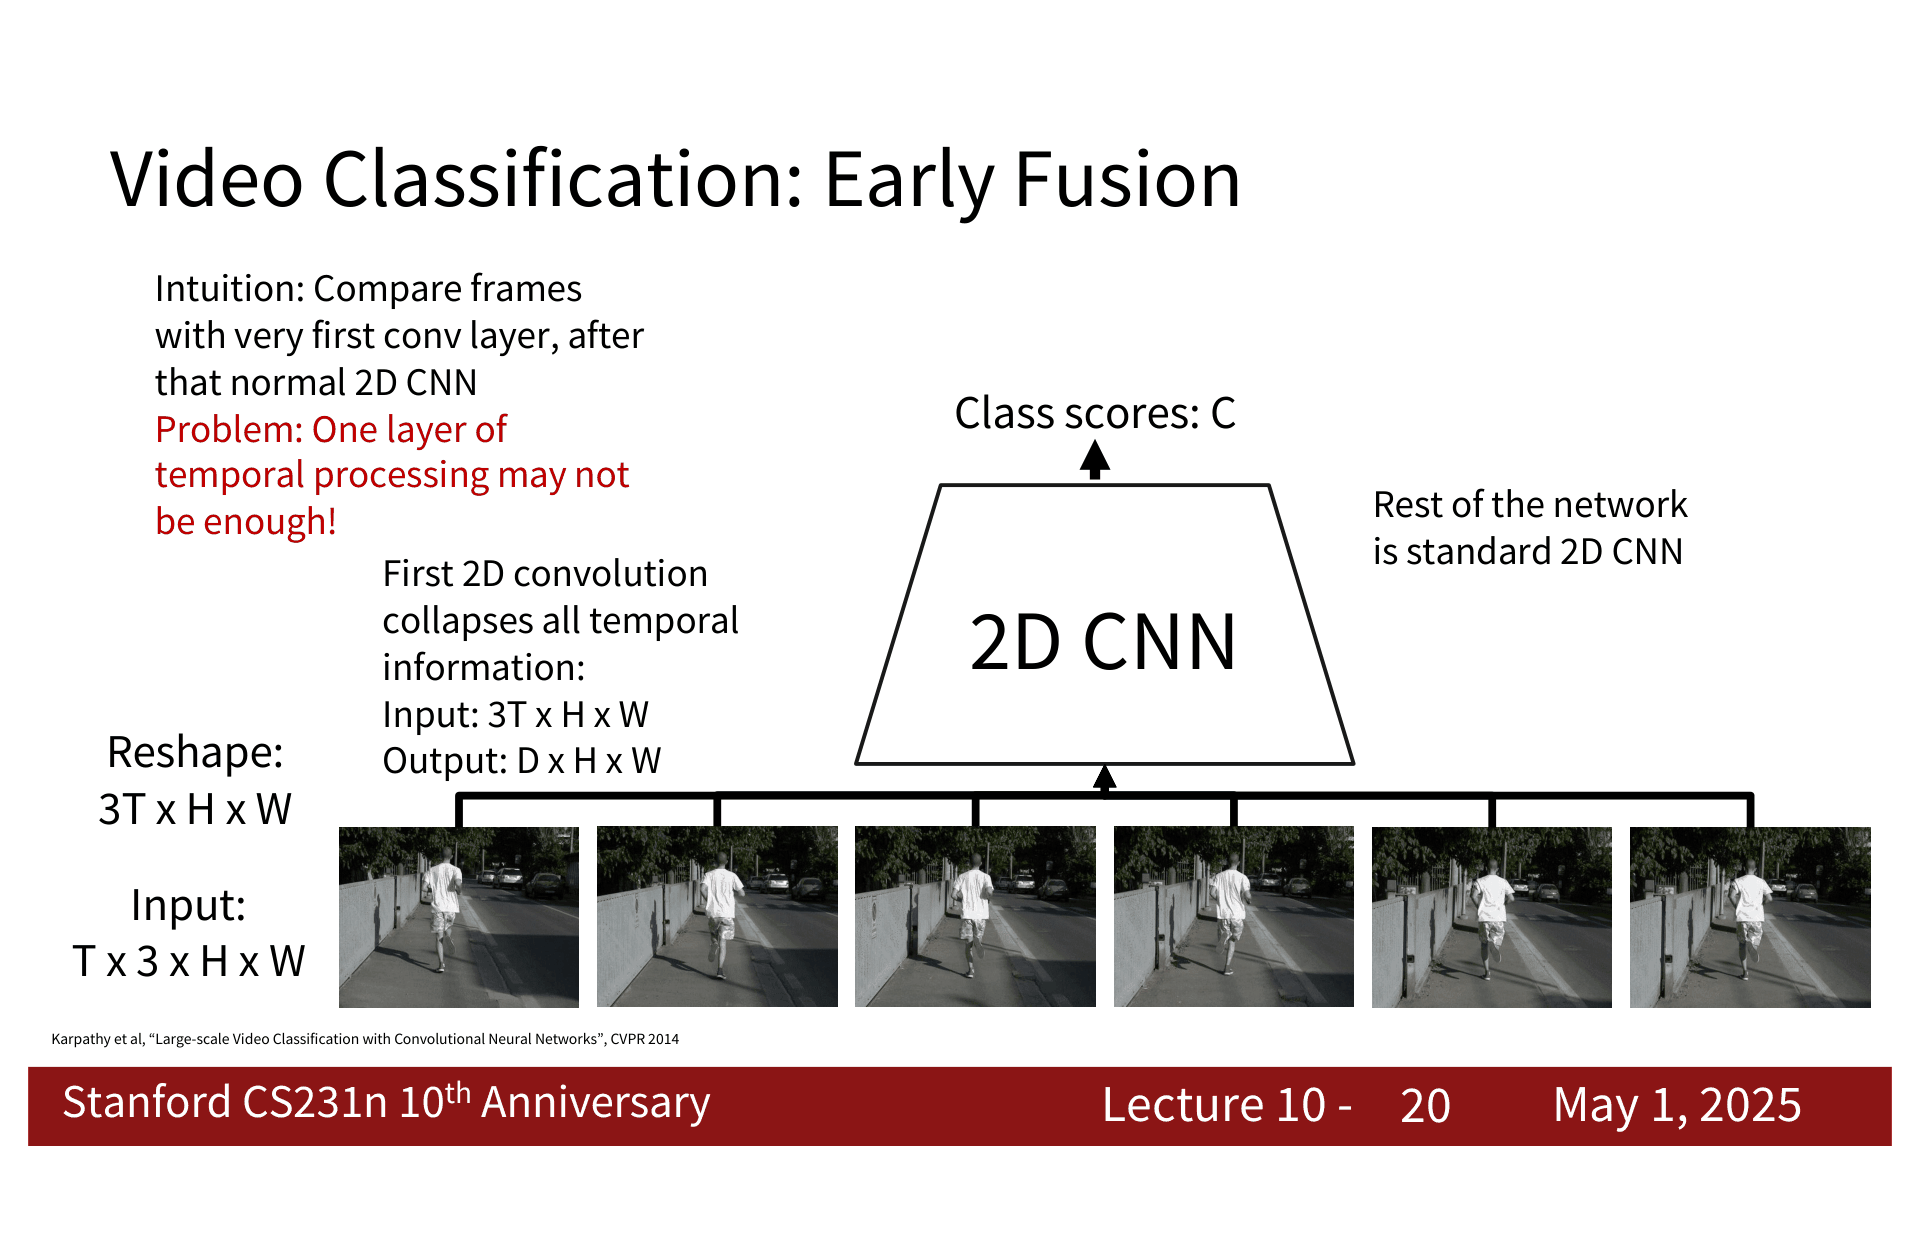 Video Classification: Early Fusion
Intuition: Compare frames
with very first conv layer, after
that normal 2D CNN
Problem: One layer of
temporal processing may not
be enough!
First 2D convolution
collapses all temporal
information:
Input: 3T x H x W
Output: D x H x W
Class scores: C
2D CNN
Rest of the network
is standard 2D CNN
Reshape:
3T x H x W
Input:
T x 3 x H x W
Karpathy et al, “Large-scale Video Classification with Convolutional Neural Networks”, CVPR 2014
Stanford CS231n 10th Anniversary
Lecture 10 - 20
May 1, 2025